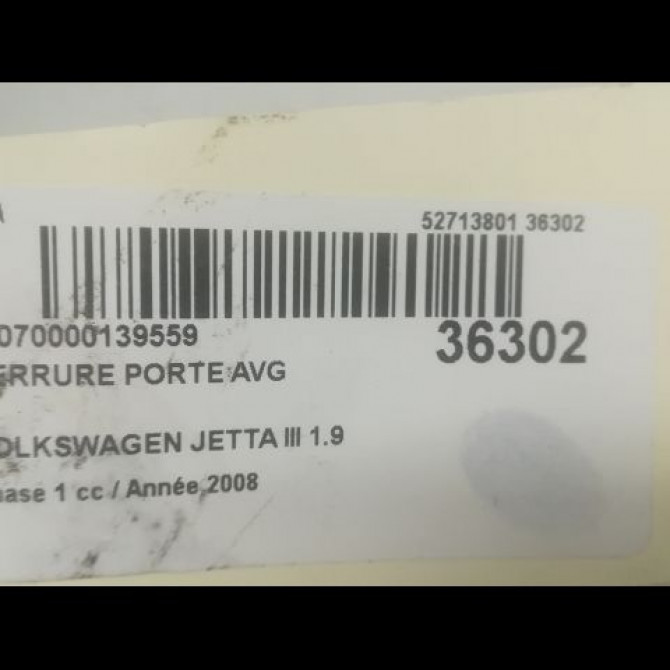 52713801 36302
070000139559
36302
ERRURE PORTE AVG
OLKSWAGEN JETTA III 1.9
hase 1 cc / Année 2008